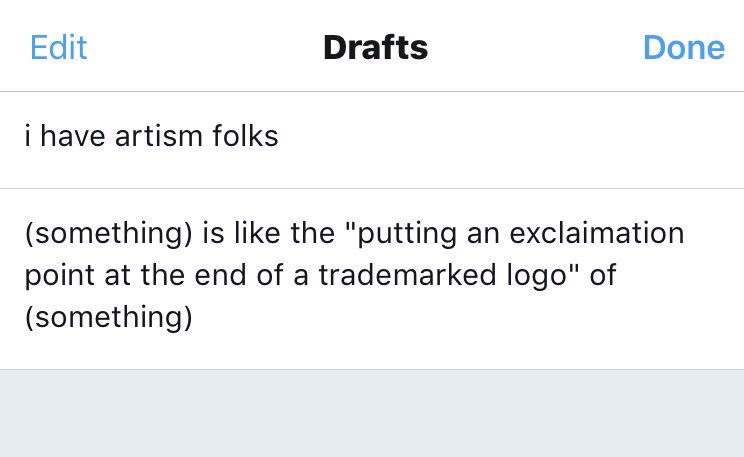 Edit Drafts Done
i have artism folks
(something) is like the "putting an exclaimation
point at the end of a trademarked logo" of
(something)